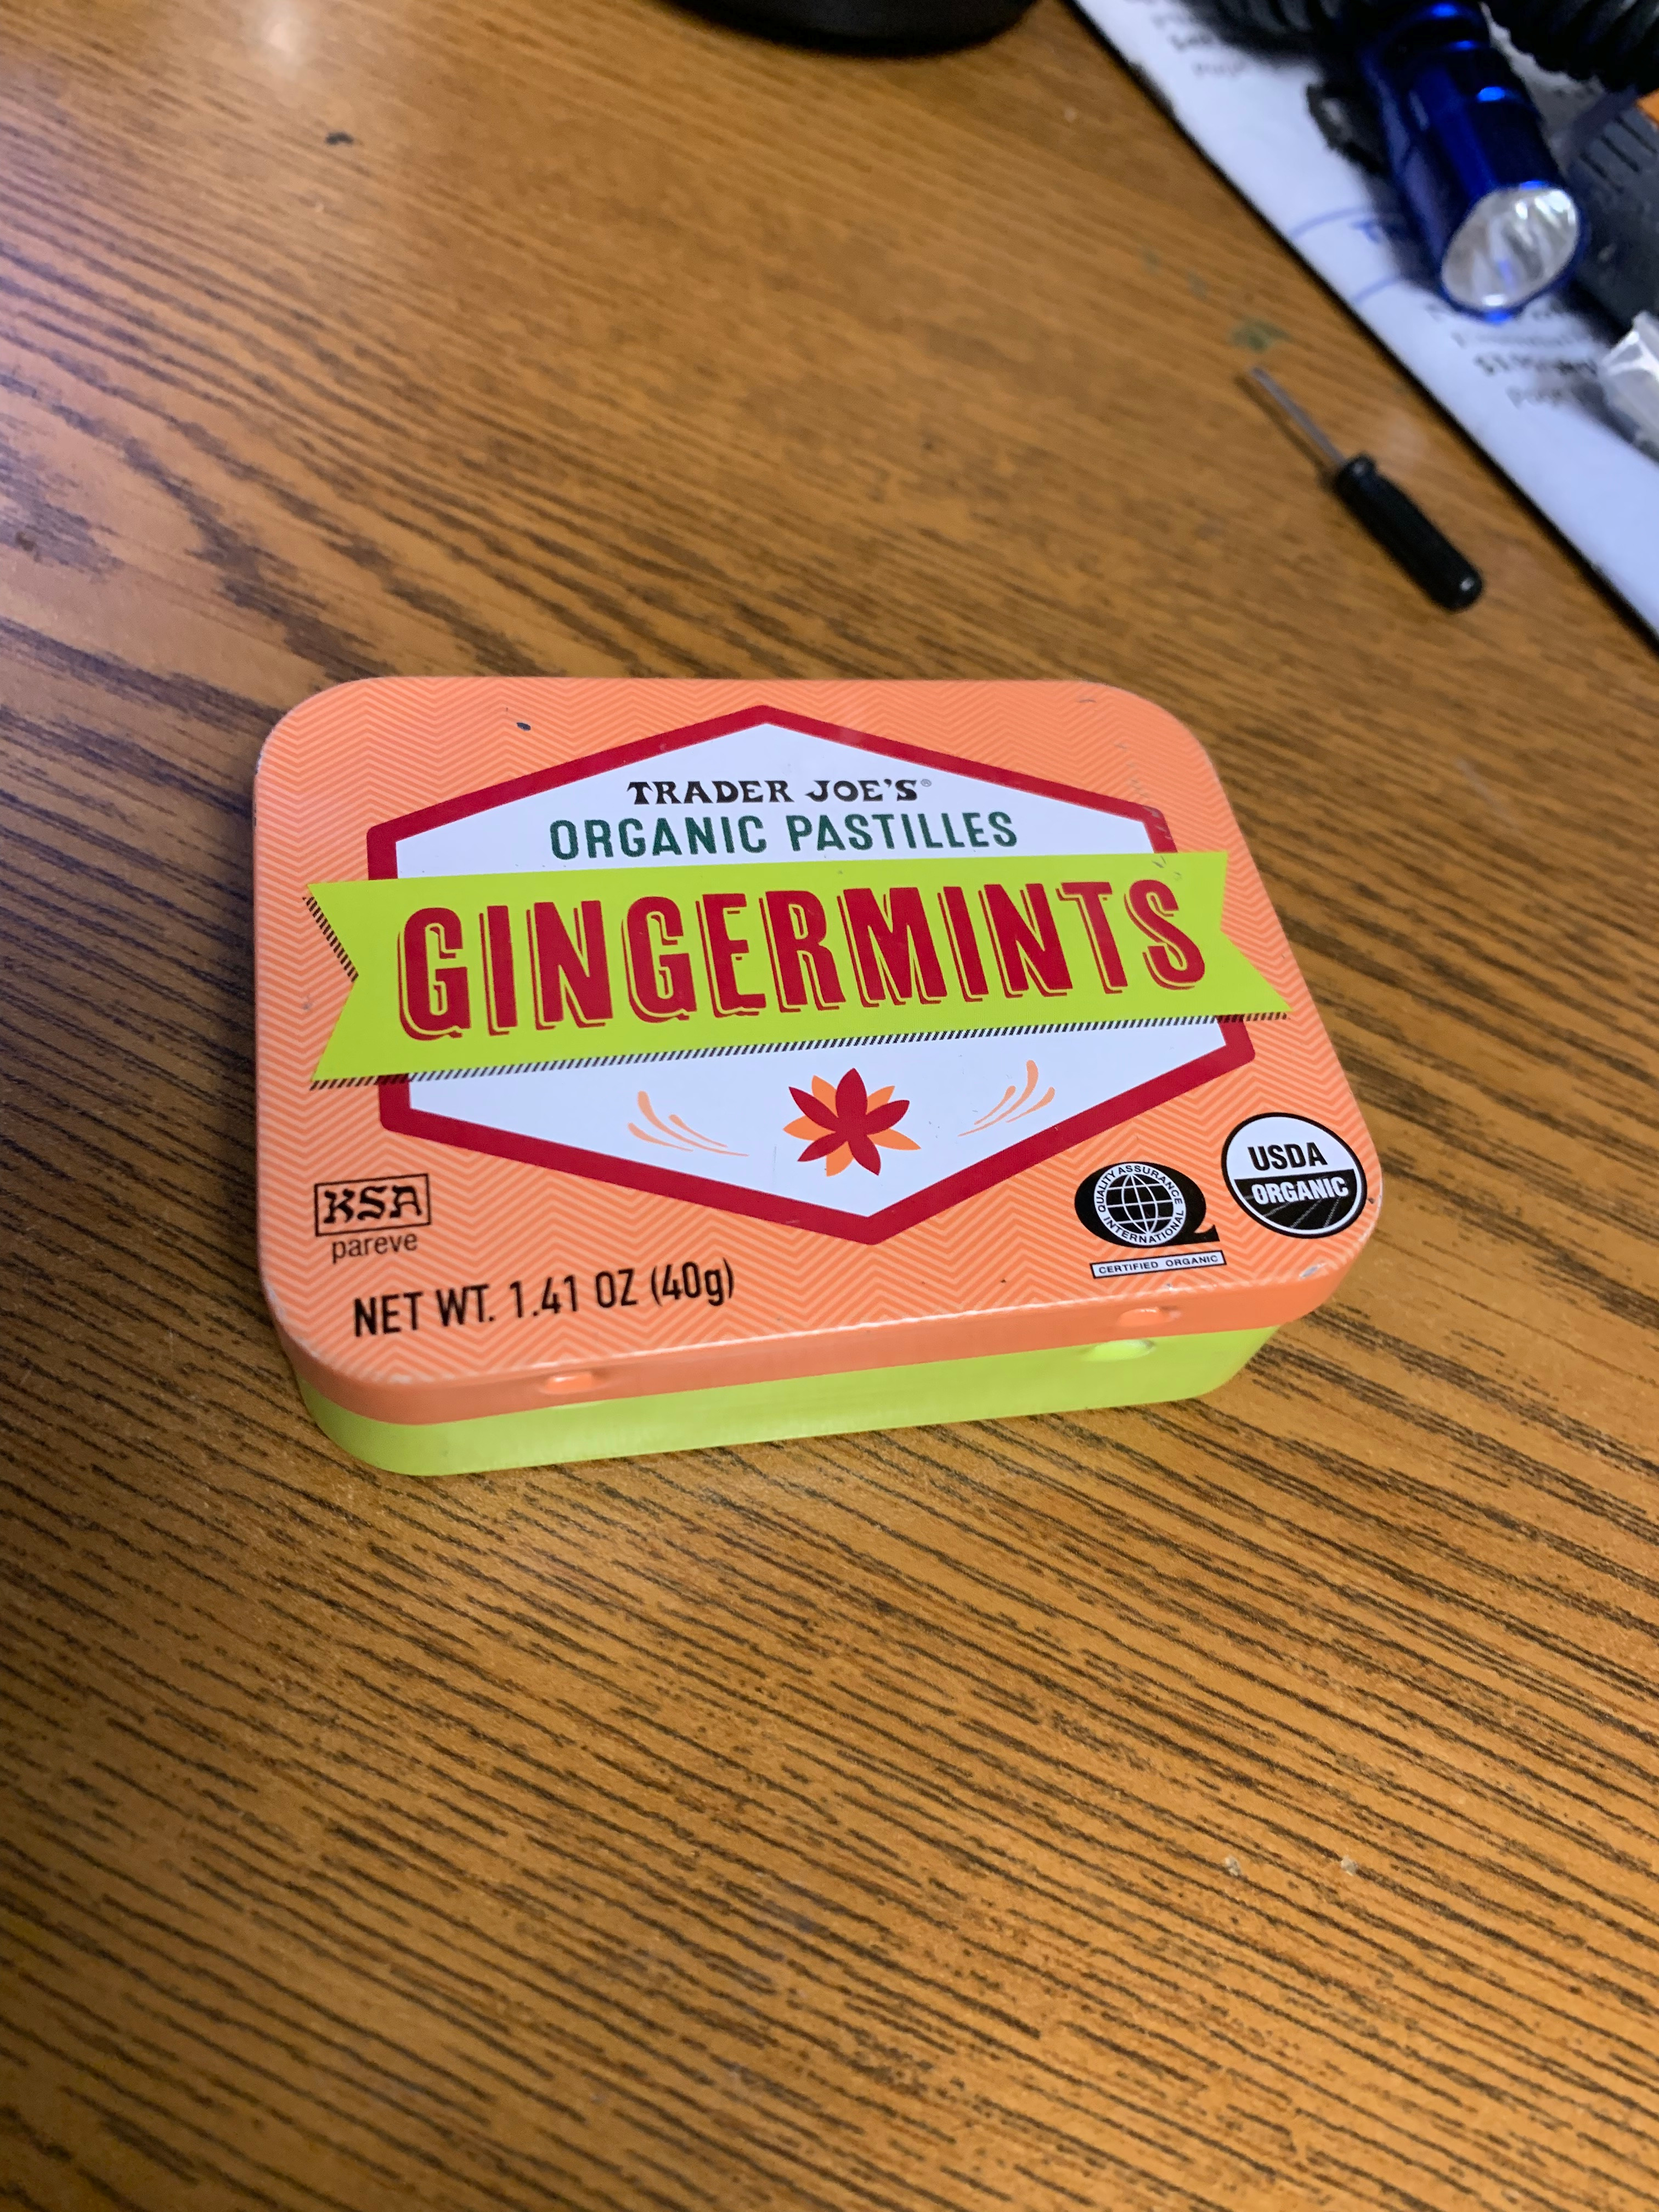 TRADER JOE'S®
ORGANIC PASTILLES
GINGERMINTS
KSA
pareve
NET WT. 1.41 OZ (40g)
QUALITY ASSURANCE
INTERNATIONAL
CERTIFIED ORGANIC
USDA
ORGANIC